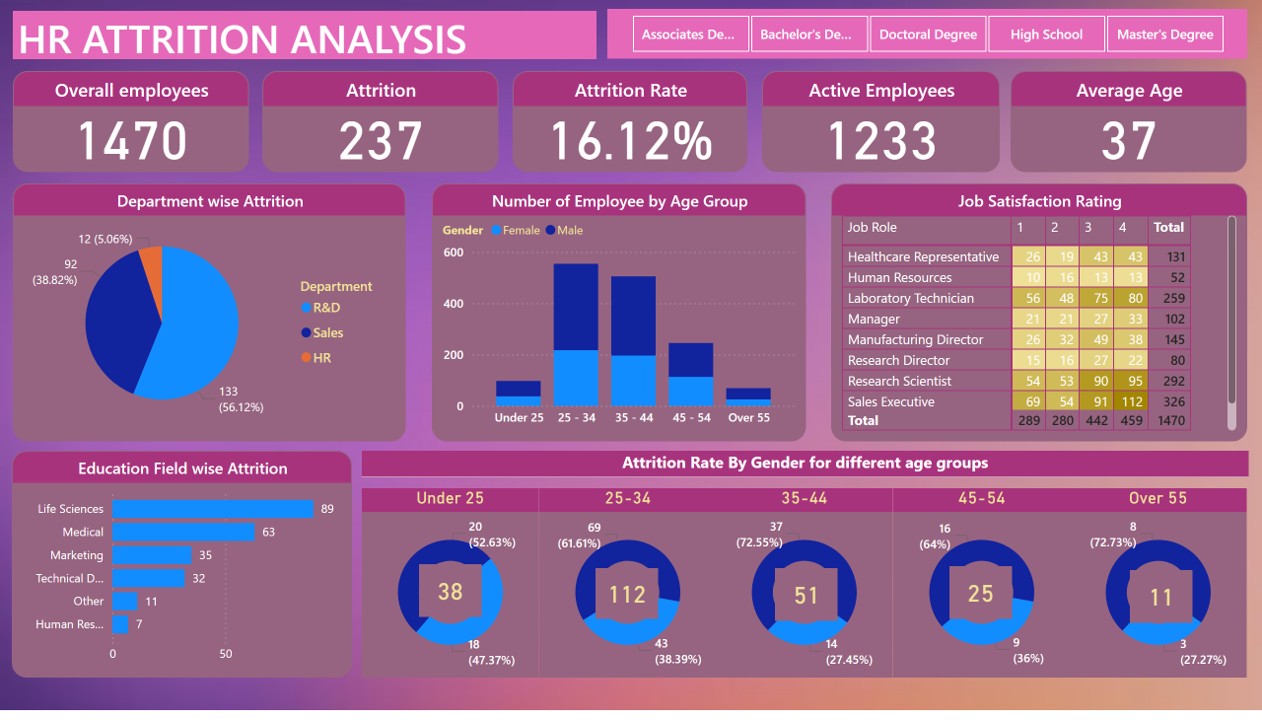 HR ATTRITION ANALYSIS
Associates De... Bachelor's De... Doctoral Degree High School Master's Degree
Overall employees
1470
Attrition
237
Attrition Rate
16.12%
Active Employees
1233
Average Age
37
Department wise Attrition
12 (5.06%)
92
(38.82%)
133
(56.12%)
Department
R&D
Sales
HR
Number of Employee by Age Group
Gender Female Male
600
400
200
0
Under 25 25 - 34 35 - 44 45 - 54 Over 55
Job Satisfaction Rating
Job Role 1 2 3 4 Total
Healthcare Representative 26 19 43 43 131
Human Resources 10 16 13 13 52
Laboratory Technician 56 48 75 80 259
Manager 21 21 27 33 102
Manufacturing Director 26 32 49 38 145
Research Director 15 16 27 22 80
Research Scientist 54 53 90 95 292
Sales Executive 69 54 91 112 326
Total 289 280 442 459 1470
Education Field wise Attrition
Life Sciences 89
Medical 63
Marketing 35
Technical D... 32
Other 11
Human Res... 7
0 50
Attrition Rate By Gender for different age groups
Under 25
20
(52.63%)
38
18
(47.37%)
25-34
69
(61.61%)
112
43
(38.39%)
35-44
37
(72.55%)
51
14
(27.45%)
45-54
16
(64%)
25
9
(36%)
Over 55
8
(72.73%)
11
3
(27.27%)